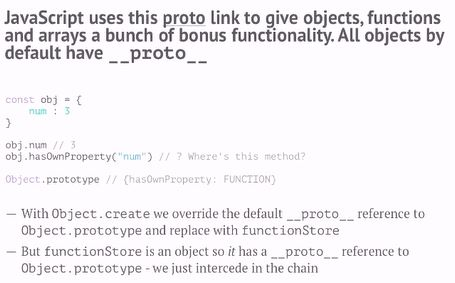 JavaScript uses this proto link to give objects, functions
and arrays a bunch of bonus functionality. All objects by
default have __proto__
const obj = {
    num : 3
}
obj.num // 3
obj.hasOwnProperty("num") // ? Where's this method?
Object.prototype // {hasOwnProperty: FUNCTION}
— With Object.create we override the default __proto__ reference to
Object.prototype and replace with functionStore
— But functionStore is an object so it has a __proto__ reference to
Object.prototype - we just intercede in the chain